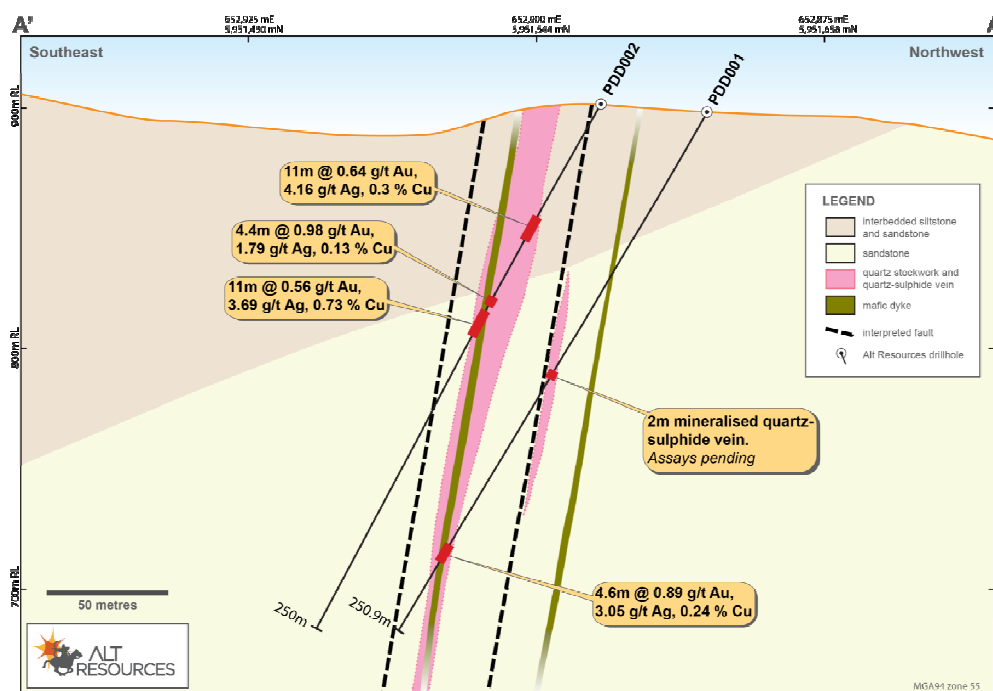 A'
652,925 mE
mN
652,900 mE
5,951,544 mN
652,875 mE
5,951,658 mN
A
Southeast
Northwest
PDD002
PDD001
900m RL
800m RL
700m RL
11m @ 0.64 g/t Au,
4.16 g/t Ag, 0.3 % Cu
4.4m @ 0.98 g/t Au,
1.79 g/t Ag, 0.13 % Cu
11m @ 0.56 g/t Au,
3.69 g/t Ag, 0.73 % Cu
LEGEND
interbedded siltstone
and sandstone
sandstone
quartz stockwork and
quartz-sulphide vein
mafic dyke
interpreted fault
Alt Resources drillhole
2m mineralised quartz-
sulphide vein.
Assays pending
4.6m @ 0.89 g/t Au,
3.05 g/t Ag, 0.24 % Cu
50 metres
250m
250.9m
ALT
RESOURCES
MGA94 zone 55